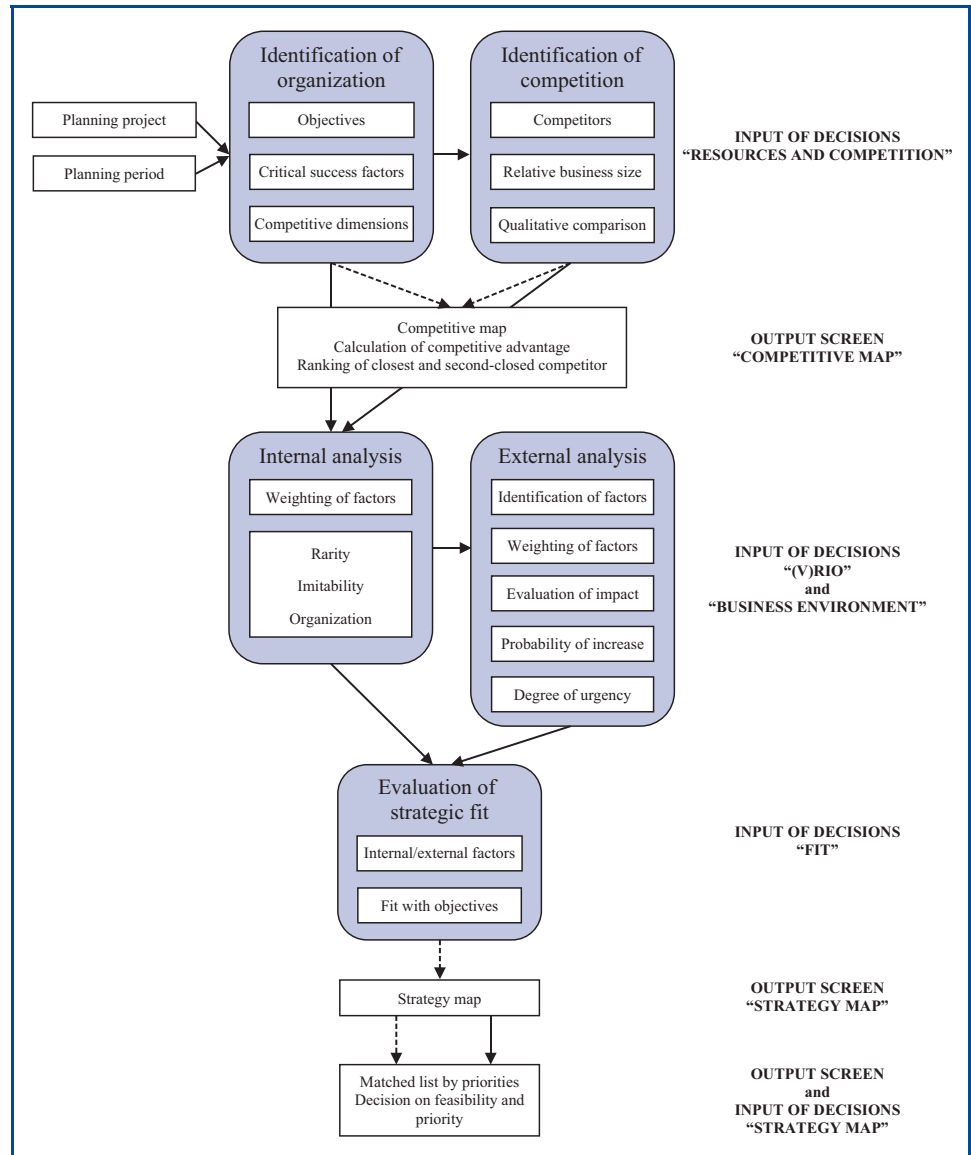 Identification of
organization
Identification of
competition
Planning project
Planning period
Objectives
Critical success factors
Competitive dimensions
Competitors
Relative business size
Qualitative comparison
INPUT OF DECISIONS
“RESOURCES AND COMPETITION”
Competitive map
Calculation of competitive advantage
Ranking of closest and second-closed competitor
OUTPUT SCREEN
“COMPETITIVE MAP”
Internal analysis
Weighting of factors
Rarity
Imitability
Organization
External analysis
Identification of factors
Weighting of factors
Evaluation of impact
Probability of increase
Degree of urgency
INPUT OF DECISIONS
“(V)RIO”
and
“BUSINESS ENVIRONMENT”
Evaluation of
strategic fit
Internal/external factors
Fit with objectives
INPUT OF DECISIONS
“FIT”
Strategy map
OUTPUT SCREEN
“STRATEGY MAP”
Matched list by priorities
Decision on feasibility and
priority
OUTPUT SCREEN
and
INPUT OF DECISIONS
“STRATEGY MAP”